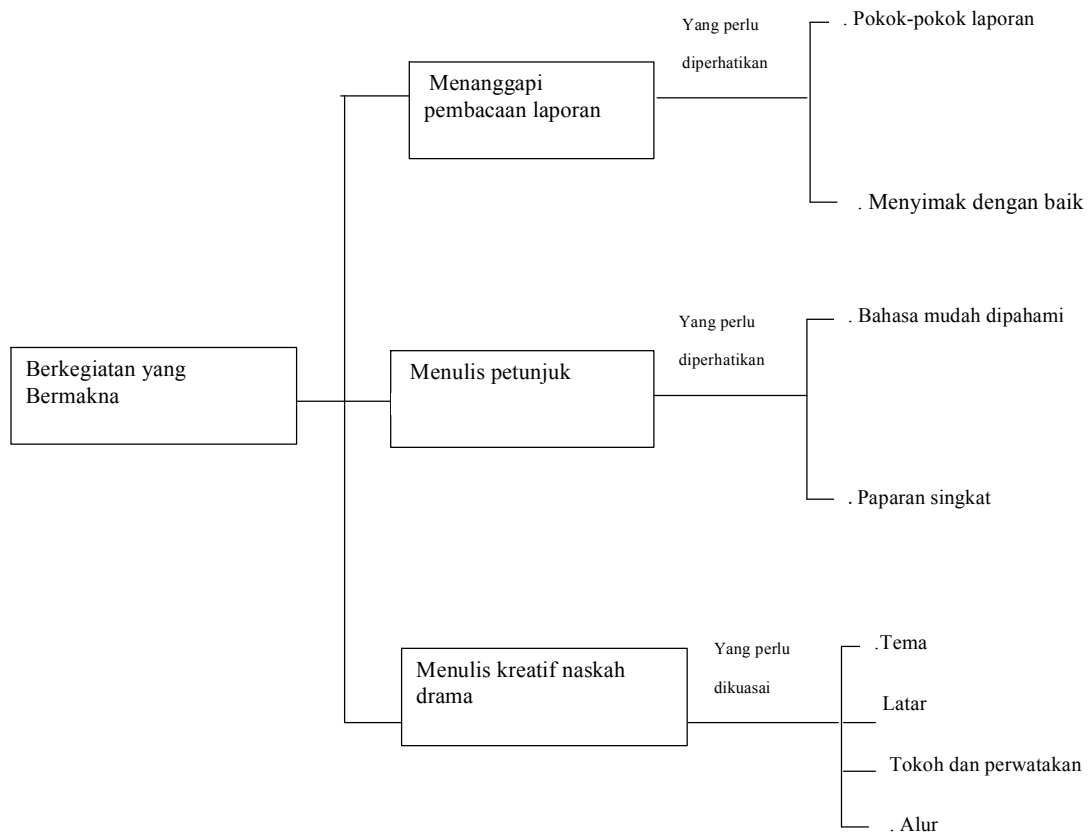 Berkegiatan yang
Bermakna
Menanggapi
pembacaan laporan
Yang perlu
diperhatikan
. Pokok-pokok laporan
. Menyimak dengan baik
Menulis petunjuk
Yang perlu
diperhatikan
. Bahasa mudah dipahami
. Paparan singkat
Menulis kreatif naskah
drama
Yang perlu
dikuasai
.Tema
Latar
Tokoh dan perwatakan
. Alur